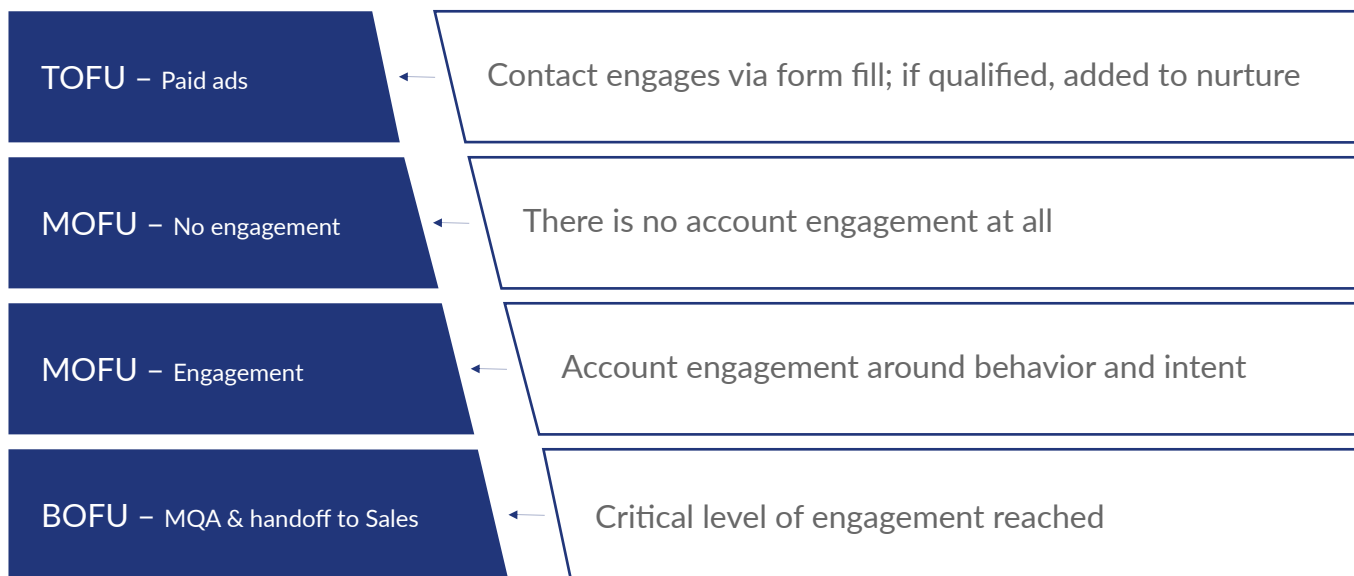 TOFU – Paid ads
Contact engages via form fill; if qualified, added to nurture
MOFU – No engagement
There is no account engagement at all
MOFU – Engagement
Account engagement around behavior and intent
BOFU – MQA & handoff to Sales
Critical level of engagement reached